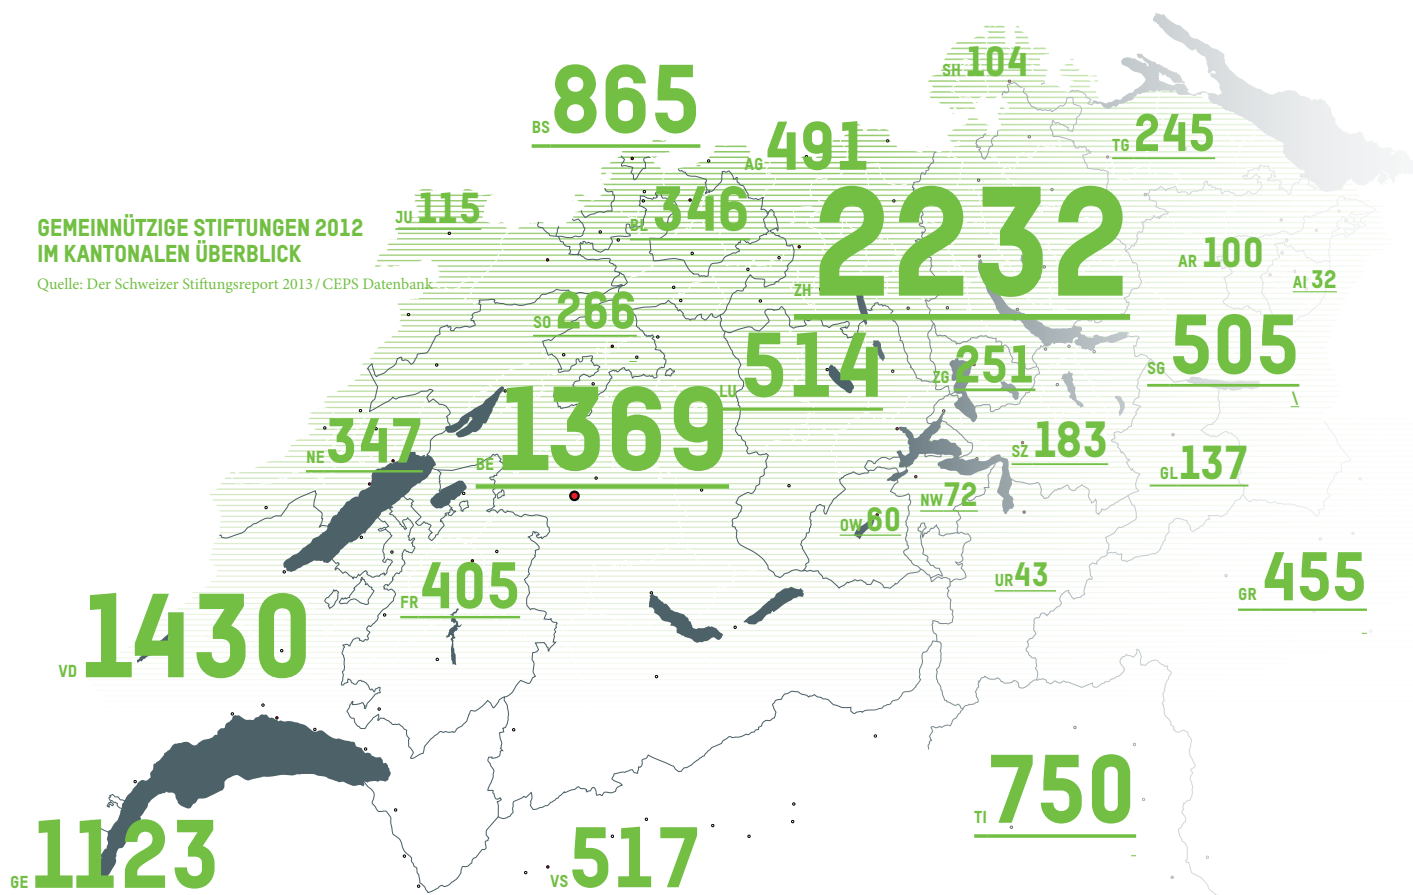 SH 104
BS 865
AG 491
TG 245
JU 115
BL 346
ZH 2232
GEMEINNÜTZIGE STIFTUNGEN 2012
IM KANTONALEN ÜBERBLICK
Quelle: Der Schweizer Stiftungsreport 2013 / CEPS Datenbank
AR 100
AI 32
SO 266
LU 514
ZG 251
SG 505
\
NE 347
BE 1369
SZ 183
GL 137
NW 72
OW 60
FR 405
UR 43
GR 455
VD 1430
TI 750
GE 1123
VS 517